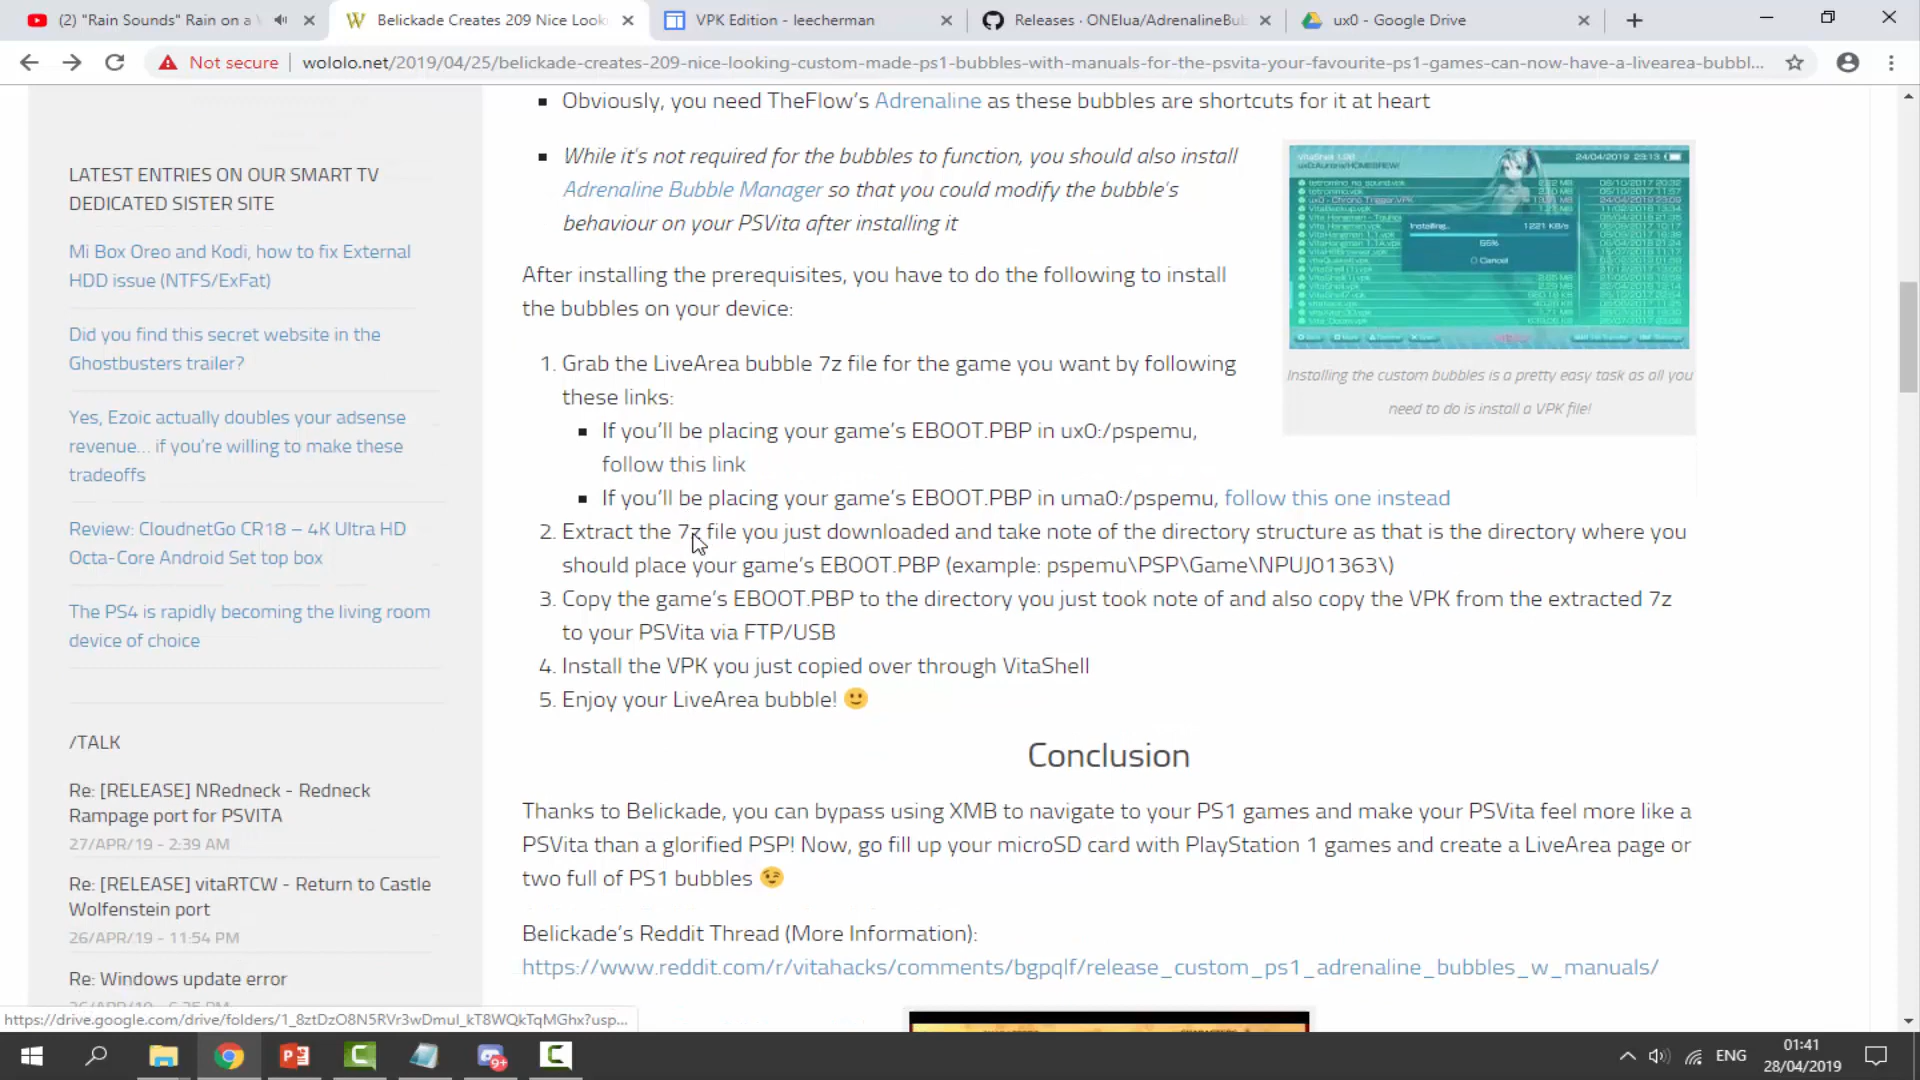 (2) "Rain Sounds" Rain on a
Belickade Creates 209 Nice Look
VPK Edition - leecherman
Releases · ONElua/AdrenalineBu
ux0 - Google Drive
Not secure
wololo.net/2019/04/25/belickade-creates-209-nice-looking-custom-made-ps1-bubbles-with-manuals-for-the-psvita-your-favourite-ps1-games-can-now-have-a-livearea-bubbl...
LATEST ENTRIES ON OUR SMART TV
DEDICATED SISTER SITE
Mi Box Oreo and Kodi, how to fix External
HDD issue (NTFS/ExFat)
Did you find this secret website in the
Ghostbusters trailer?
Yes, Ezoic actually doubles your adsense
revenue... if you're willing to make these
tradeoffs
Review: CloudnetGo CR18 – 4K Ultra HD
Octa-Core Android Set top box
The PS4 is rapidly becoming the living room
device of choice
/TALK
Re: [RELEASE] NRedneck - Redneck
Rampage port for PSVITA
27/APR/19 - 2:39 AM
Re: [RELEASE] vitaRTCW - Return to Castle
Wolfenstein port
26/APR/19 - 11:54 PM
Re: Windows update error
Obviously, you need TheFlow's Adrenaline as these bubbles are shortcuts for it at heart
While it's not required for the bubbles to function, you should also install
Adrenaline Bubble Manager so that you could modify the bubble's
behaviour on your PSVita after installing it
After installing the prerequisites, you have to do the following to install
the bubbles on your device:
1. Grab the LiveArea bubble 7z file for the game you want by following
these links:
If you'll be placing your game's EBOOT.PBP in ux0:/pspemu,
follow this link
If you'll be placing your game's EBOOT.PBP in uma0:/pspemu, follow this one instead
2. Extract the 7z file you just downloaded and take note of the directory structure as that is the directory where you
should place your game's EBOOT.PBP (example: pspemu\PSP\Game\NPUJ01363\)
3. Copy the game's EBOOT.PBP to the directory you just took note of and also copy the VPK from the extracted 7z
to your PSVita via FTP/USB
4. Install the VPK you just copied over through VitaShell
5. Enjoy your LiveArea bubble! 🙂
24/04/2019 23:13
Installing...
1221 KB/s
Cancel
Installing the custom bubbles is a pretty easy task as all you
need to do is install a VPK file!
Conclusion
Thanks to Belickade, you can bypass using XMB to navigate to your PS1 games and make your PSVita feel more like a
PSVita than a glorified PSP! Now, go fill up your microSD card with PlayStation 1 games and create a LiveArea page or
two full of PS1 bubbles 😉
Belickade's Reddit Thread (More Information):
https://www.reddit.com/r/vitahacks/comments/bgpqlf/release_custom_ps1_adrenaline_bubbles_w_manuals/
https://drive.google.com/drive/folders/1_8ztDzO8N5RVr3wDmul_kT8WQkTqMGhx?usp...
9+
ENG
01:41
28/04/2019